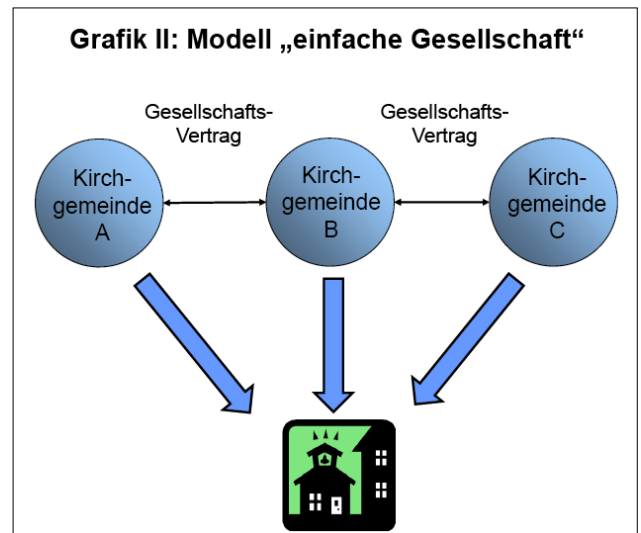 Grafik II: Modell „einfache Gesellschaft“
Gesellschafts-
Vertrag
Gesellschafts-
Vertrag
Kirch-
gemeinde
A
Kirch-
gemeinde
B
Kirch-
gemeinde
C